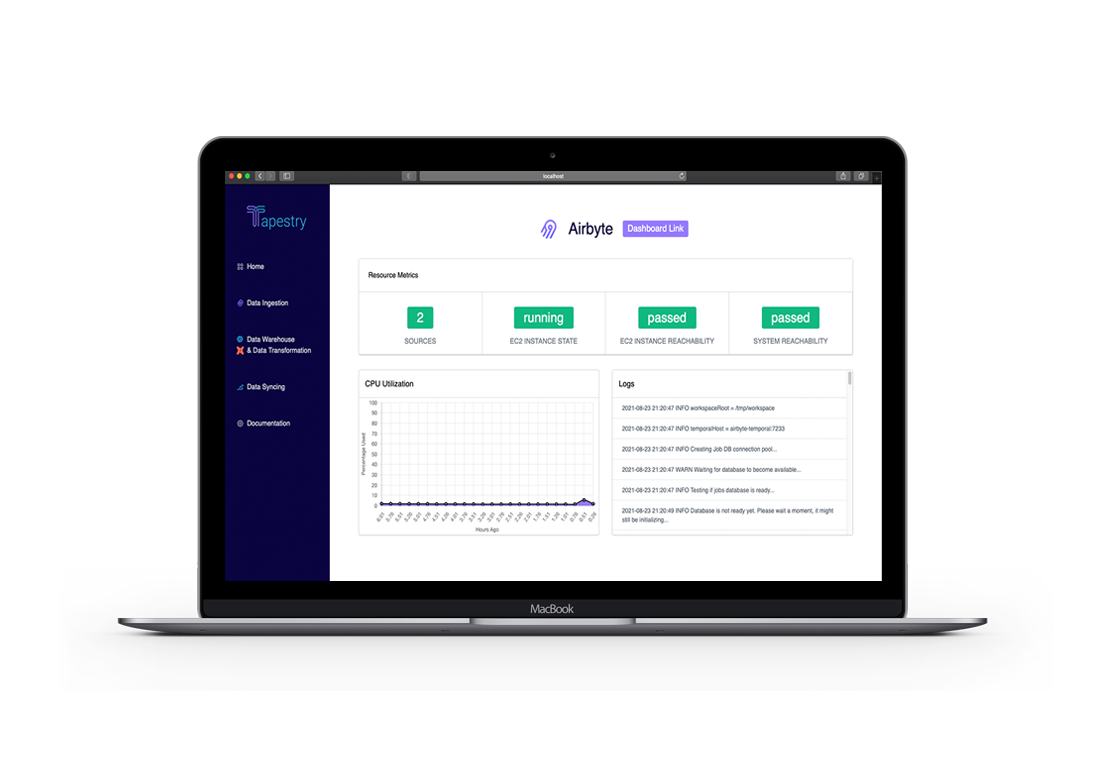 localhost
Tapestry
Home
Data Ingestion
Data Warehouse
& Data Transformation
Data Syncing
Documentation
Airbyte
Dashboard Link
Resource Metrics
2
SOURCES
running
EC2 INSTANCE STATE
passed
EC2 INSTANCE REACHABILITY
passed
SYSTEM REACHABILITY
CPU Utilization
Percentage Used
100
90
80
70
60
50
40
30
20
10
0
Hours Ago
Logs
2021-08-23 21:20:47 INFO workspaceRoot = /tmp/workspace
2021-08-23 21:20:47 INFO temporalHost = airbyte-temporal:7233
2021-08-23 21:20:47 INFO Creating Job DB connection pool...
2021-08-23 21:20:47 WARN Waiting for database to become available...
2021-08-23 21:20:47 INFO Testing if jobs database is ready...
2021-08-23 21:20:49 INFO Database is not ready yet. Please wait a moment, it might
still be initializing...
MacBook